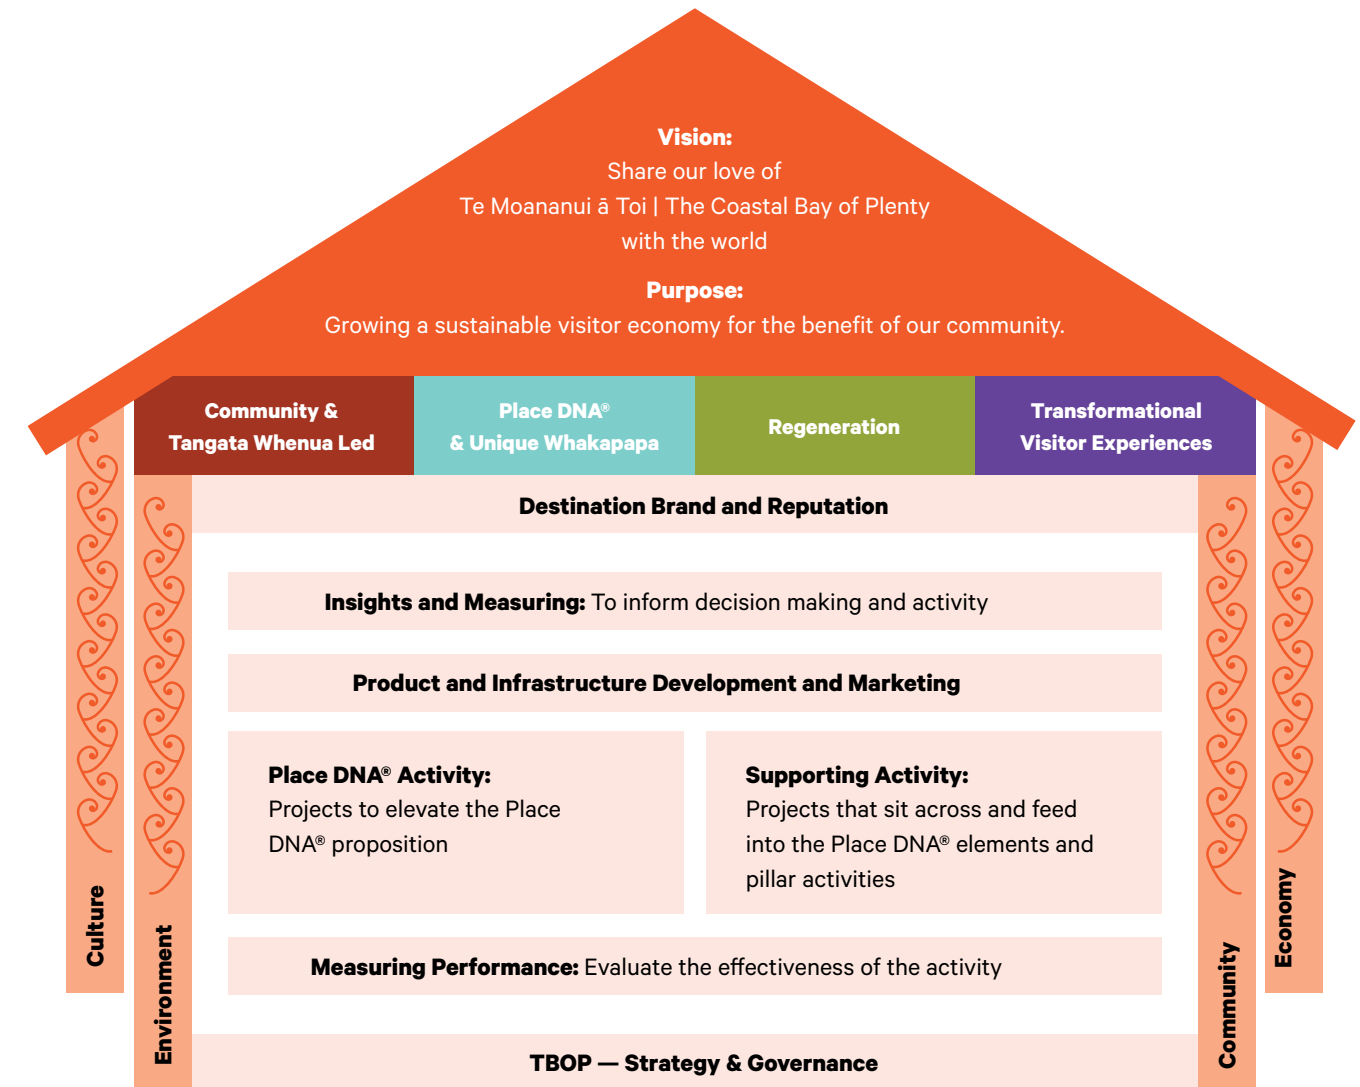 Vision:
Share our love of
Te Moananui ā Toi | The Coastal Bay of Plenty
with the world
Purpose:
Growing a sustainable visitor economy for the benefit of our community.
Community &
Tangata Whenua Led
Place DNA®
& Unique Whakapapa
Regeneration
Transformational
Visitor Experiences
Destination Brand and Reputation
Insights and Measuring: To inform decision making and activity
Product and Infrastructure Development and Marketing
Place DNA® Activity:
Projects to elevate the Place
DNA® proposition
Supporting Activity:
Projects that sit across and feed
into the Place DNA® elements and
pillar activities
Measuring Performance: Evaluate the effectiveness of the activity
TBOP — Strategy & Governance
Culture
Environment
Community
Economy